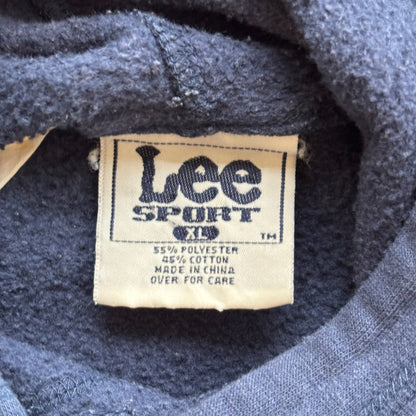 Lee
SPORT
XL
TM
55% POLYESTER
45% COTTON
MADE IN CHINA
OVER FOR CARE